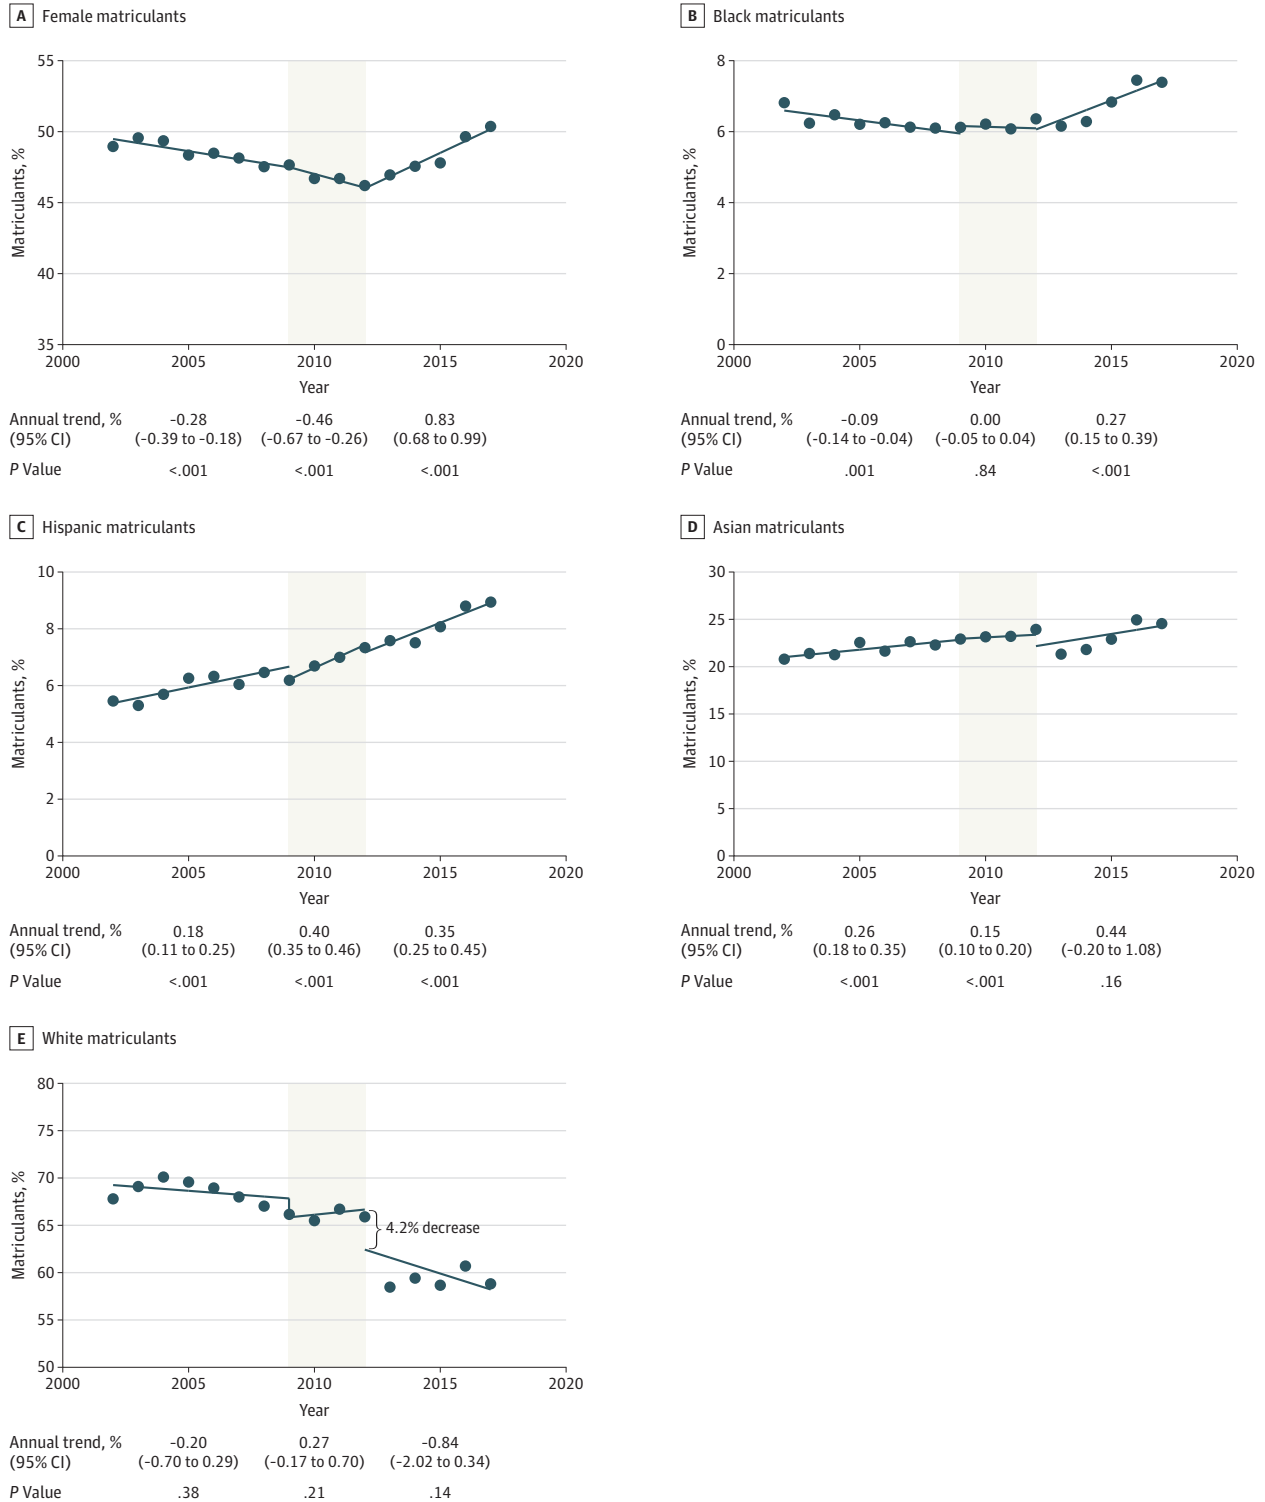 A Female matriculants
55
50
45
40
35
Matriculants, %
2000 2005 2010 2015 2020
Year
Annual trend, % -0.28 -0.46 0.83
(95% CI) (-0.39 to -0.18) (-0.67 to -0.26) (0.68 to 0.99)
P Value <.001 <.001 <.001
B Black matriculants
8
6
4
2
0
Matriculants, %
2000 2005 2010 2015 2020
Year
Annual trend, % -0.09 0.00 0.27
(95% CI) (-0.14 to -0.04) (-0.05 to 0.04) (0.15 to 0.39)
P Value .001 .84 <.001
C Hispanic matriculants
10
8
6
4
2
0
Matriculants, %
2000 2005 2010 2015 2020
Year
Annual trend, % 0.18 0.40 0.35
(95% CI) (0.11 to 0.25) (0.35 to 0.46) (0.25 to 0.45)
P Value <.001 <.001 <.001
D Asian matriculants
30
25
20
15
10
5
0
Matriculants, %
2000 2005 2010 2015 2020
Year
Annual trend, % 0.26 0.15 0.44
(95% CI) (0.18 to 0.35) (0.10 to 0.20) (-0.20 to 1.08)
P Value <.001 <.001 .16
E White matriculants
80
75
70
65
60
55
50
Matriculants, %
4.2% decrease
2000 2005 2010 2015 2020
Year
Annual trend, % -0.20 0.27 -0.84
(95% CI) (-0.70 to 0.29) (-0.17 to 0.70) (-2.02 to 0.34)
P Value .38 .21 .14